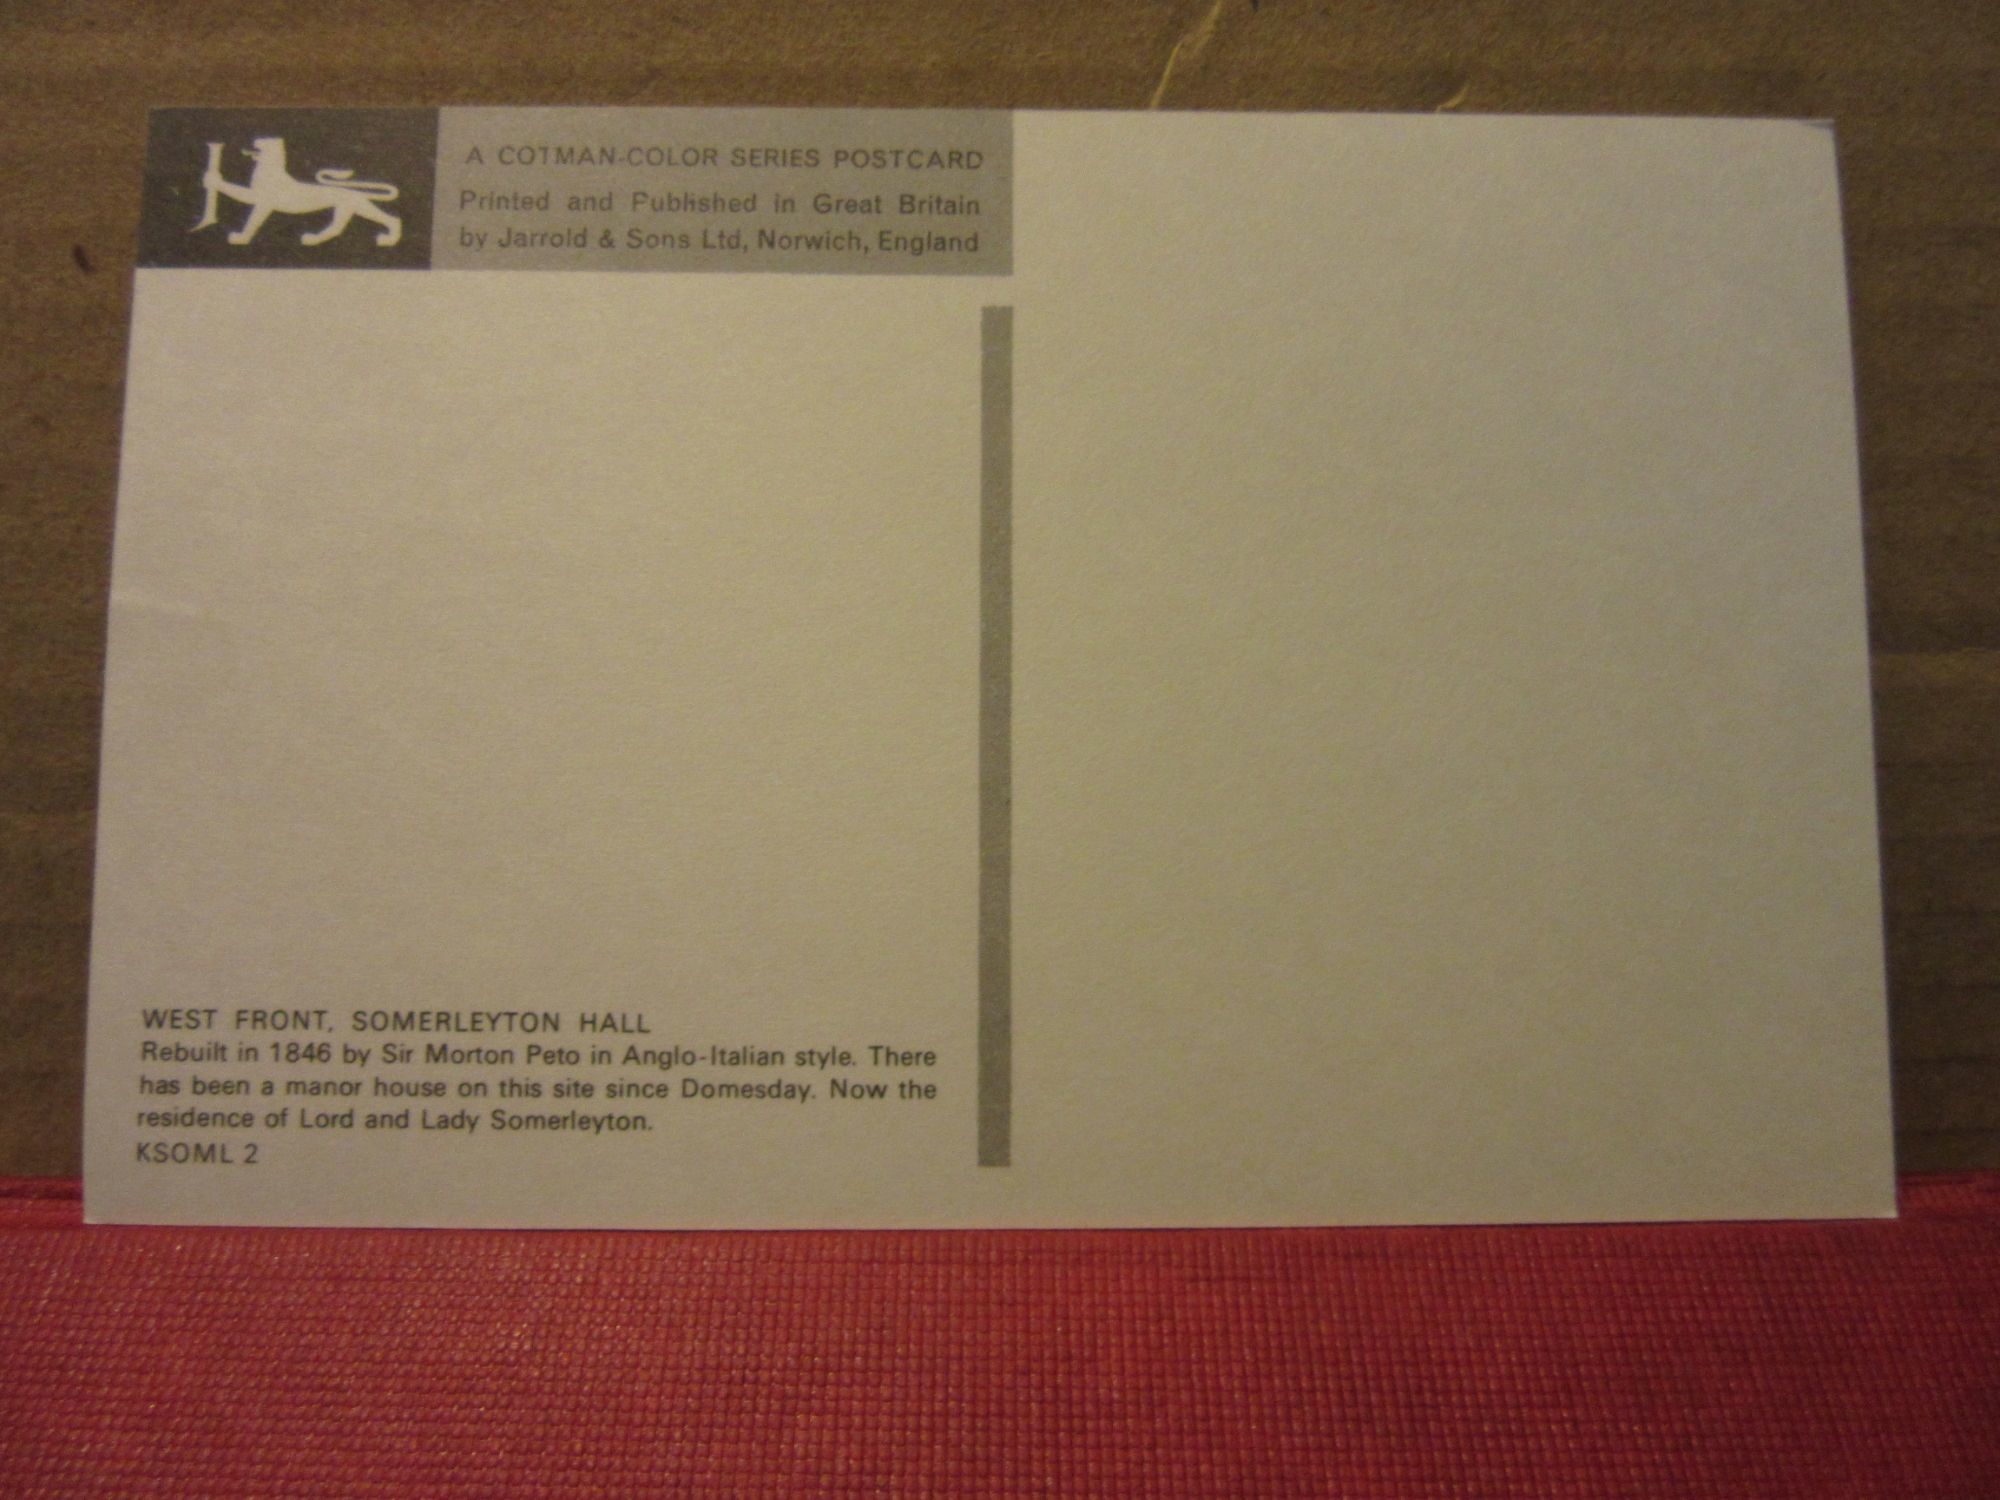 A COTMAN-COLOR SERIES POSTCARD
Printed and Published in Great Britain
by Jarrold & Sons Ltd, Norwich, England
WEST FRONT, SOMERLEYTON HALL
Rebuilt in 1846 by Sir Morton Peto in Anglo-Italian style. There
has been a manor house on this site since Domesday. Now the
residence of Lord and Lady Somerleyton.
KSOML 2